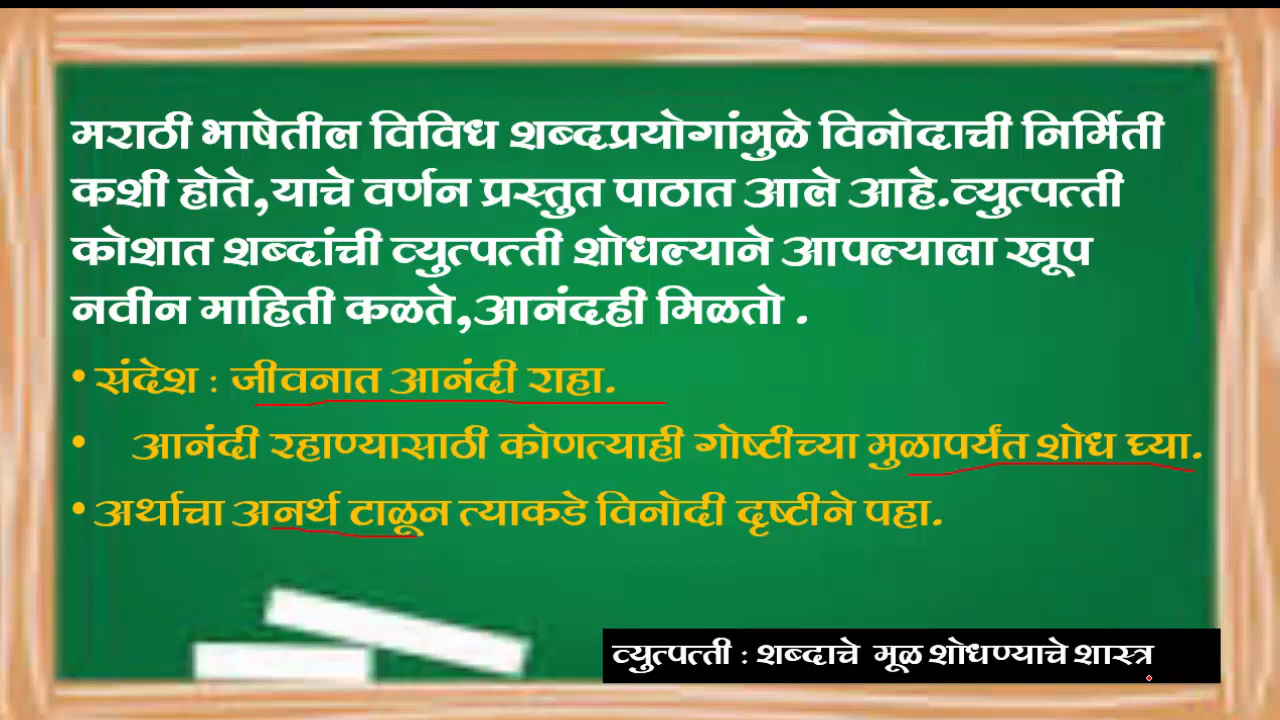 मराठी भाषेतील विविध शब्दप्रयोगांमुळे विनोदाची निर्मिती
कशी होते,याचे वर्णन प्रस्तुत पाठात आले आहे.व्युत्पत्ती
कोशात शब्दांची व्युत्पत्ती शोधल्याने आपल्याला खूप
नवीन माहिती कळते,आनंदही मिळतो .
• संदेश : जीवनात आनंदी राहा.
• आनंदी रहाण्यासाठी कोणत्याही गोष्टीच्या मुळापर्यंत शोध घ्या.
• अर्थाचा अनर्थ टाळून त्याकडे विनोदी दृष्टीने पहा.
व्युत्पत्ती : शब्दाचे मूळ शोधण्याचे शास्त्र